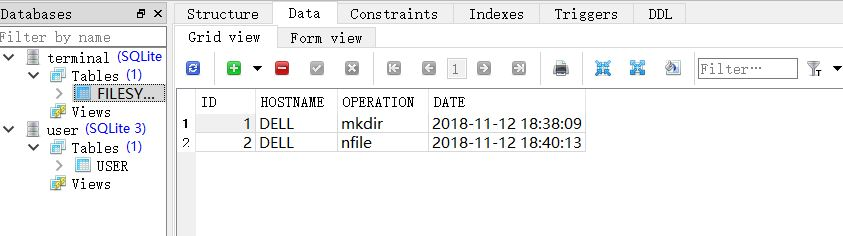 Databases
Filter by name
terminal (SQLite
Tables (1)
FILESY...
Views
user (SQLite 3)
Tables (1)
USER
Views
Structure Data Constraints Indexes Triggers DDL
Grid view Form view
1 Filter…
ID HOSTNAME OPERATION DATE
1 1 DELL mkdir 2018-11-12 18:38:09
2 2 DELL nfile 2018-11-12 18:40:13